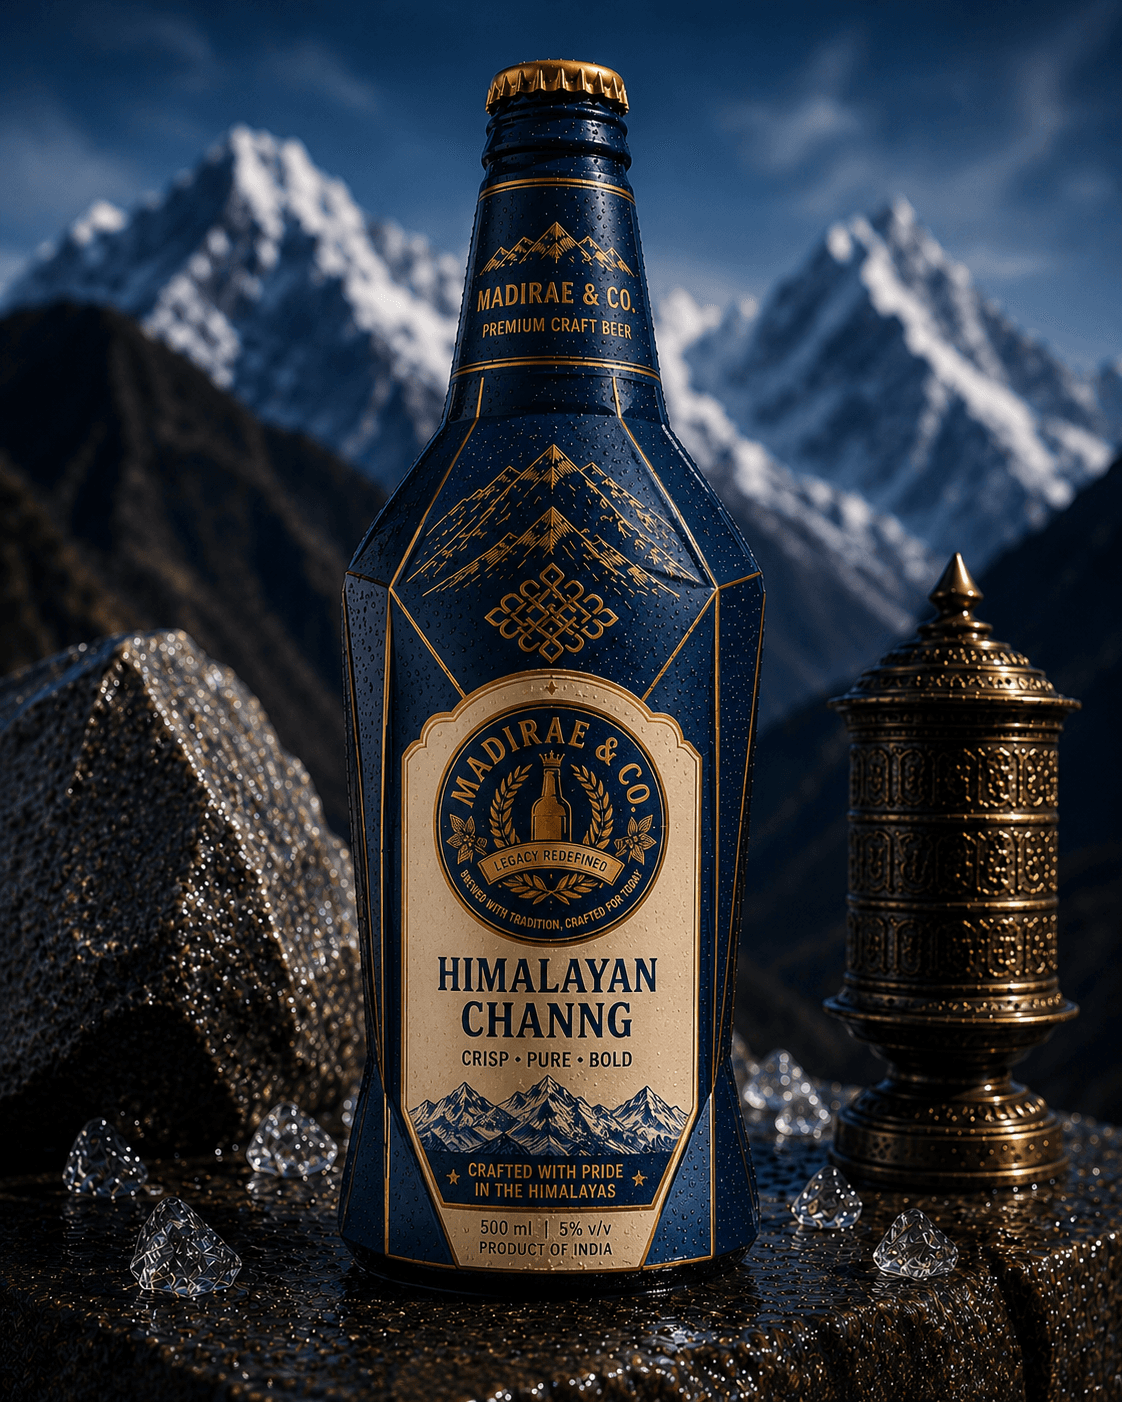 MADIRAE & CO.
PREMIUM CRAFT BEER
MADIRAE & CO.
LEGACY REDEFINED
BREWED WITH TRADITION, CRAFTED FOR TODAY
HIMALAYAN
CHANNG
CRISP • PURE • BOLD
CRAFTED WITH PRIDE
IN THE HIMALAYAS
500 ml | 5% v/v
PRODUCT OF INDIA